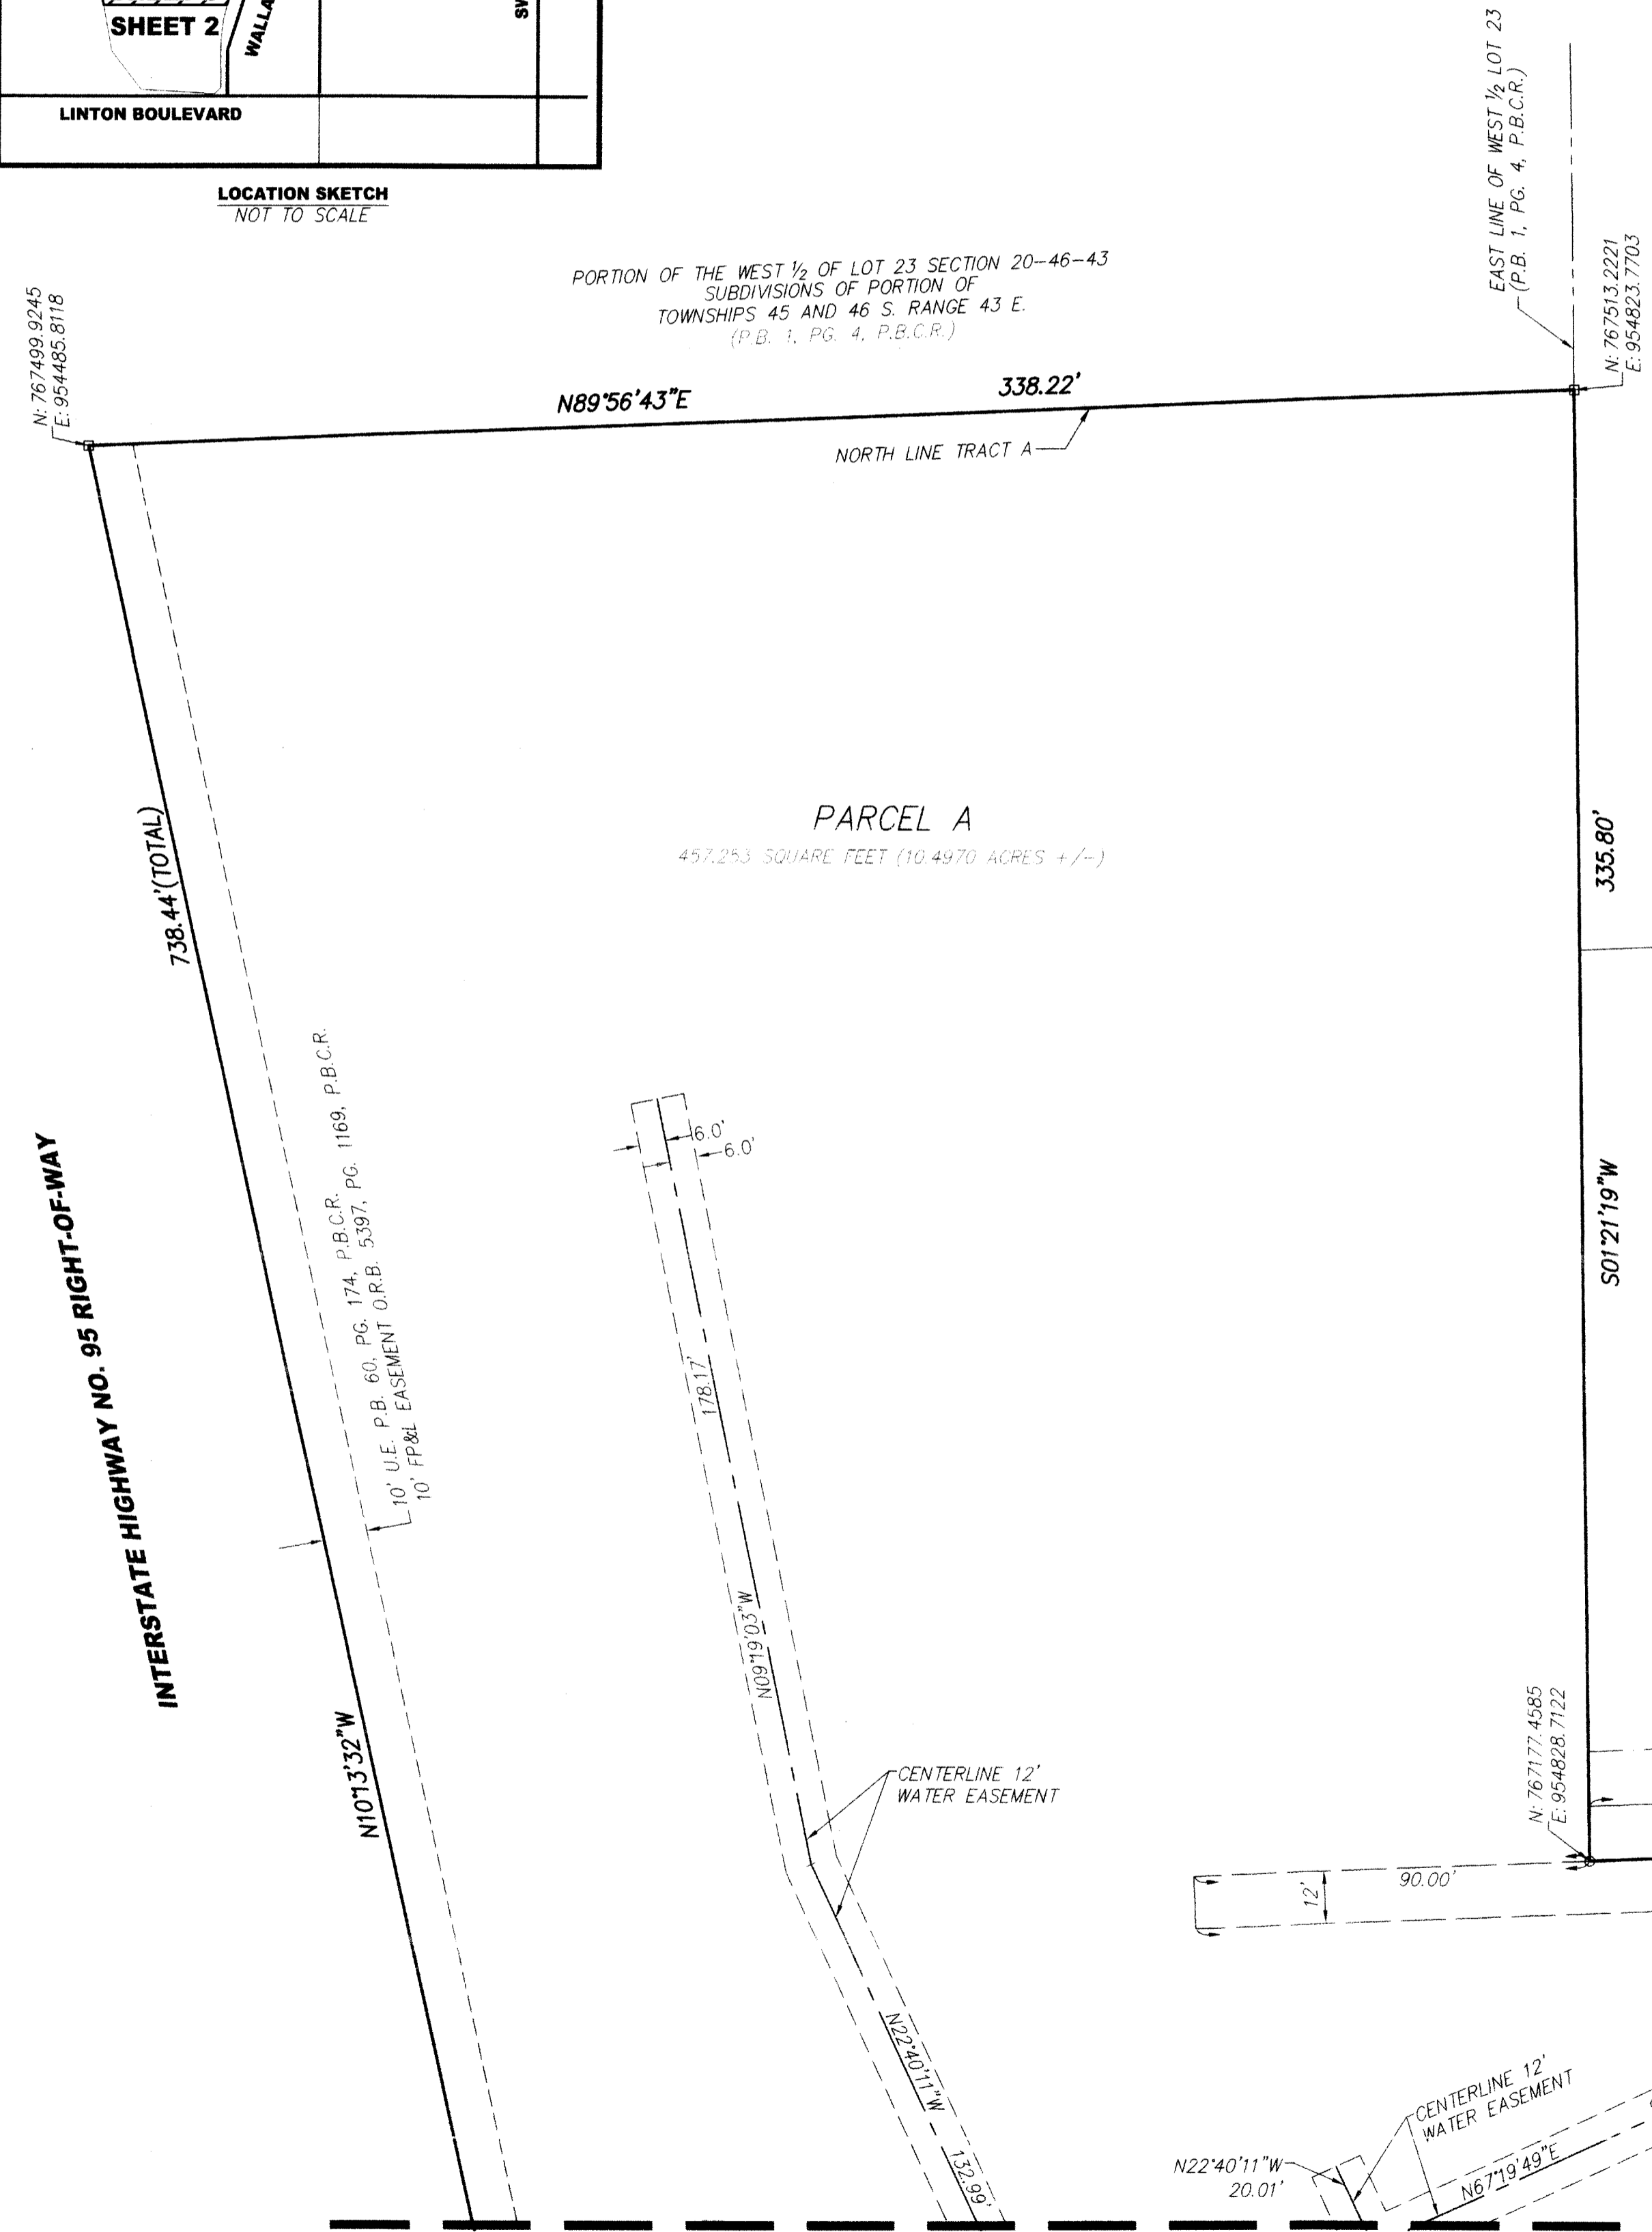 SHEET 2
WALLA
SW
LINTON BOULEVARD
LOCATION SKETCH
NOT TO SCALE
EAST LINE OF WEST ½ LOT 23
(P.B. 1, PG. 4, P.B.C.R.)
PORTION OF THE WEST ½ OF LOT 23 SECTION 20-46-43
SUBDIVISIONS OF PORTION OF
TOWNSHIPS 45 AND 46 S. RANGE 43 E.
(P.B. 1, PG. 4, P.B.C.R.)
N: 767499.9245
E: 954485.8118
N: 767513.2221
E: 954823.7703
N89°56'43"E
338.22'
NORTH LINE TRACT A
PARCEL A
457,253 SQUARE FEET (10.4970 ACRES +/-)
738.44'(TOTAL)
335.80'
10' U.E. P.B. 60, PG. 174, P.B.C.R.
10' FP&L EASEMENT O.R.B. 5397, PG. 1169, P.B.C.R.
6.0'
6.0'
INTERSTATE HIGHWAY NO. 95 RIGHT-OF-WAY
S01°21'19"W
178.17'
N09°19'03"W
N10°13'32"W
N: 767177.4585
E: 954828.7122
CENTERLINE 12'
WATER EASEMENT
90.00'
12'
N22°40'11"W
132.99'
CENTERLINE 12'
WATER EASEMENT
N22°40'11"W
20.01'
N67°19'49"E